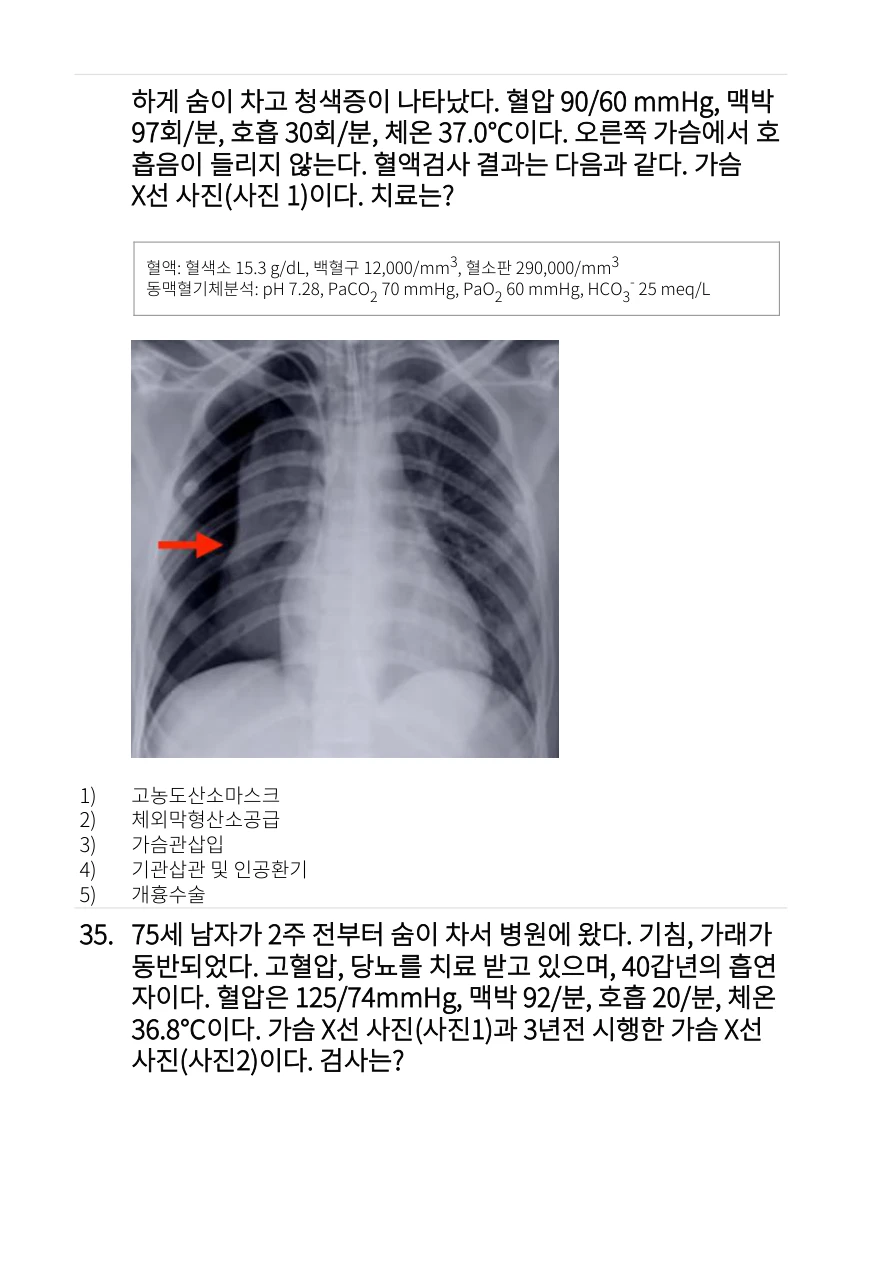 하게 숨이 차고 청색증이 나타났다. 혈압 90/60 mmHg, 맥박
97회/분, 호흡 30회/분, 체온 37.0°C이다. 오른쪽 가슴에서 호
흡음이 들리지 않는다. 혈액검사 결과는 다음과 같다. 가슴
X선 사진(사진 1)이다. 치료는?
혈액: 혈색소 15.3 g/dL, 백혈구 12,000/mm³, 혈소판 290,000/mm³
동맥혈기체분석: pH 7.28, PaCO₂ 70 mmHg, PaO₂ 60 mmHg, HCO₃⁻ 25 meq/L
1) 고농도산소마스크
2) 체외막형산소공급
3) 가슴관삽입
4) 기관삽관 및 인공환기
5) 개흉수술
35. 75세 남자가 2주 전부터 숨이 차서 병원에 왔다. 기침, 가래가
동반되었다. 고혈압, 당뇨를 치료 받고 있으며, 40갑년의 흡연
자이다. 혈압은 125/74mmHg, 맥박 92/분, 호흡 20/분, 체온
36.8°C이다. 가슴 X선 사진(사진1)과 3년전 시행한 가슴 X선
사진(사진2)이다. 검사는?